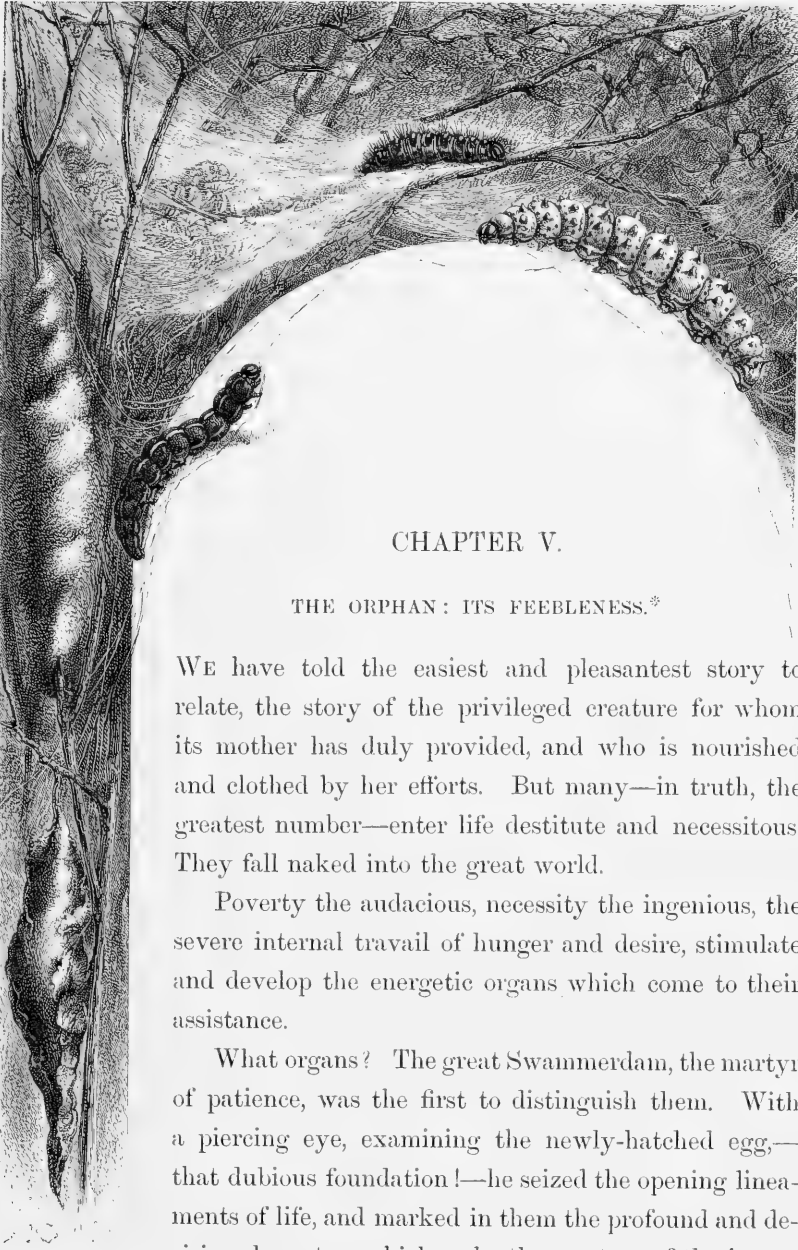 CHAPTER V.
THE ORPHAN: ITS FEEBLENESS.*
WE have told the easiest and pleasantest story to
relate, the story of the privileged creature for whom
its mother has duly provided, and who is nourished
and clothed by her efforts. But many—in truth, the
greatest number—enter life destitute and necessitous
They fall naked into the great world.
Poverty the audacious, necessity the ingenious, the
severe internal travail of hunger and desire, stimulate
and develop the energetic organs which come to their
assistance.
What organs? The great Swammerdam, the martyr
of patience, was the first to distinguish them. With
a piercing eye, examining the newly-hatched egg,—
that dubious foundation!—he seized the opening linea-
ments of life, and marked in them the profound and de-